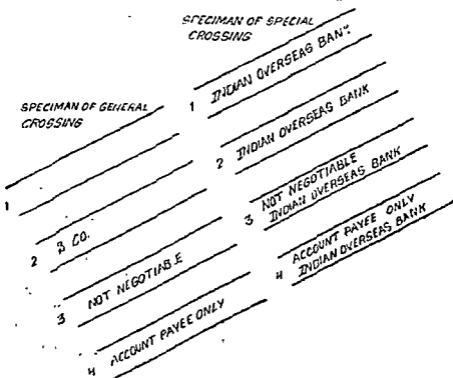 SPECIMAN OF GENERAL
CROSSING
1
2 & CO.
3 NOT NEGOTIABLE
4 ACCOUNT PAYEE ONLY
SPECIMAN OF SPECIAL
CROSSING
1 INDIAN OVERSEAS BANK
2 INDIAN OVERSEAS BANK
3 NOT NEGOTIABLE
INDIAN OVERSEAS BANK
4 ACCOUNT PAYEE ONLY
INDIAN OVERSEAS BANK